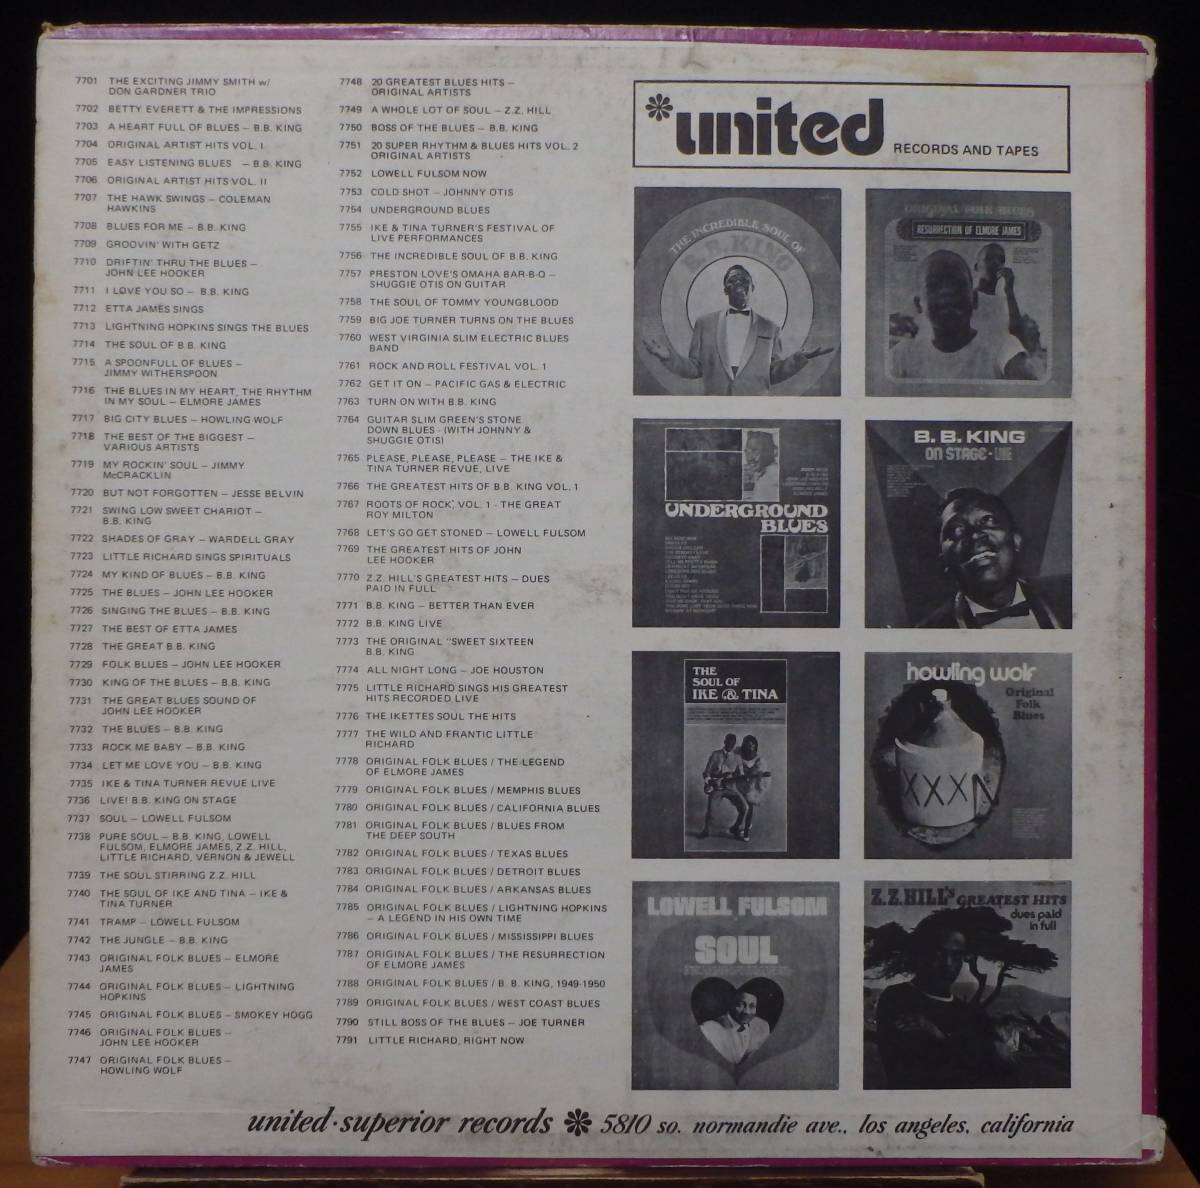 7701 THE EXCITING JIMMY SMITH w/
DON GARDNER TRIO
7702 BETTY EVERETT & THE IMPRESSIONS
7703 A HEART FULL OF BLUES – B.B. KING
7704 ORIGINAL ARTIST HITS VOL. I
7705 EASY LISTENING BLUES – B.B. KING
7706 ORIGINAL ARTIST HITS VOL. II
7707 THE HAWK SWINGS – COLEMAN
HAWKINS
7708 BLUES FOR ME – B.B. KING
7709 GROOVIN' WITH GETZ
7710 DRIFTIN' THRU THE BLUES –
JOHN LEE HOOKER
7711 I LOVE YOU SO – B.B. KING
7712 ETTA JAMES SINGS
7713 LIGHTNING HOPKINS SINGS THE BLUES
7714 THE SOUL OF B.B. KING
7715 A SPOONFULL OF BLUES –
JIMMY WITHERSPOON
7716 THE BLUES IN MY HEART, THE RHYTHM
IN MY SOUL – ELMORE JAMES
7717 BIG CITY BLUES – HOWLING WOLF
7718 THE BEST OF THE BIGGEST –
VARIOUS ARTISTS
7719 MY ROCKIN' SOUL – JIMMY
McCRACKLIN
7720 BUT NOT FORGOTTEN – JESSE BELVIN
7721 SWING LOW SWEET CHARIOT –
B.B. KING
7722 SHADES OF GRAY – WARDELL GRAY
7723 LITTLE RICHARD SINGS SPIRITUALS
7724 MY KIND OF BLUES – B.B. KING
7725 THE BLUES – JOHN LEE HOOKER
7726 SINGING THE BLUES – B.B. KING
7727 THE BEST OF ETTA JAMES
7728 THE GREAT B.B. KING
7729 FOLK BLUES – JOHN LEE HOOKER
7730 KING OF THE BLUES – B.B. KING
7731 THE GREAT BLUES SOUND OF
JOHN LEE HOOKER
7732 THE BLUES – B.B. KING
7733 ROCK ME BABY – B.B. KING
7734 LET ME LOVE YOU – B.B. KING
7735 IKE & TINA TURNER REVUE LIVE
7736 LIVE! B.B. KING ON STAGE
7737 SOUL – LOWELL FULSOM
7738 PURE SOUL – B.B. KING, LOWELL
FULSOM, ELMORE JAMES, Z.Z. HILL,
LITTLE RICHARD, VERNON & JEWELL
7739 THE SOUL STIRRING Z.Z. HILL
7740 THE SOUL OF IKE AND TINA – IKE &
TINA TURNER
7741 TRAMP – LOWELL FULSOM
7742 THE JUNGLE – B.B. KING
7743 ORIGINAL FOLK BLUES – ELMORE
JAMES
7744 ORIGINAL FOLK BLUES – LIGHTNING
HOPKINS
7745 ORIGINAL FOLK BLUES – SMOKEY HOGG
7746 ORIGINAL FOLK BLUES –
JOHN LEE HOOKER
7747 ORIGINAL FOLK BLUES –
HOWLING WOLF
7748 20 GREATEST BLUES HITS –
ORIGINAL ARTISTS
7749 A WHOLE LOT OF SOUL – Z.Z. HILL
7750 BOSS OF THE BLUES – B.B. KING
7751 20 SUPER RHYTHM & BLUES HITS VOL. 2
ORIGINAL ARTISTS
7752 LOWELL FULSOM NOW
7753 COLD SHOT – JOHNNY OTIS
7754 UNDERGROUND BLUES
7755 IKE & TINA TURNER'S FESTIVAL OF
LIVE PERFORMANCES
7756 THE INCREDIBLE SOUL OF B.B. KING
7757 PRESTON LOVE'S OMAHA BAR-B-Q –
SHUGGIE OTIS ON GUITAR
7758 THE SOUL OF TOMMY YOUNGBLOOD
7759 BIG JOE TURNER TURNS ON THE BLUES
7760 WEST VIRGINIA SLIM ELECTRIC BLUES
BAND
7761 ROCK AND ROLL FESTIVAL VOL. 1
7762 GET IT ON – PACIFIC GAS & ELECTRIC
7763 TURN ON WITH B.B. KING
7764 GUITAR SLIM GREEN'S STONE
DOWN BLUES - (WITH JOHNNY &
SHUGGIE OTIS)
7765 PLEASE, PLEASE, PLEASE – THE IKE &
TINA TURNER REVUE, LIVE
7766 THE GREATEST HITS OF B.B. KING VOL. 1
7767 ROOTS OF ROCK, VOL. 1 - THE GREAT
ROY MILTON
7768 LET'S GO GET STONED – LOWELL FULSOM
7769 THE GREATEST HITS OF JOHN
LEE HOOKER
7770 Z.Z. HILL'S GREATEST HITS – DUES
PAID IN FULL
7771 B.B. KING – BETTER THAN EVER
7772 B.B. KING LIVE
7773 THE ORIGINAL "SWEET SIXTEEN
B.B. KING
7774 ALL NIGHT LONG – JOE HOUSTON
7775 LITTLE RICHARD SINGS HIS GREATEST
HITS RECORDED LIVE
7776 THE IKETTES SOUL THE HITS
7777 THE WILD AND FRANTIC LITTLE
RICHARD
7778 ORIGINAL FOLK BLUES / THE LEGEND
OF ELMORE JAMES
7779 ORIGINAL FOLK BLUES / MEMPHIS BLUES
7780 ORIGINAL FOLK BLUES / CALIFORNIA BLUES
7781 ORIGINAL FOLK BLUES / BLUES FROM
THE DEEP SOUTH
7782 ORIGINAL FOLK BLUES / TEXAS BLUES
7783 ORIGINAL FOLK BLUES / DETROIT BLUES
7784 ORIGINAL FOLK BLUES / ARKANSAS BLUES
7785 ORIGINAL FOLK BLUES / LIGHTNING HOPKINS
– A LEGEND IN HIS OWN TIME
7786 ORIGINAL FOLK BLUES / MISSISSIPPI BLUES
7787 ORIGINAL FOLK BLUES / THE RESURRECTION
OF ELMORE JAMES
7788 ORIGINAL FOLK BLUES / B. B. KING, 1949-1950
7789 ORIGINAL FOLK BLUES / WEST COAST BLUES
7790 STILL BOSS OF THE BLUES – JOE TURNER
7791 LITTLE RICHARD, RIGHT NOW
*united RECORDS AND TAPES
THE INCREDIBLE SOUL OF
B.B. KING
ORIGINAL FOLK BLUES
RESURRECTION OF ELMORE JAMES
UNDERGROUND
BLUES
B. B. KING
ON STAGE - LIVE
THE
SOUL OF
IKE & TINA
howling wolf
Original
Folk
Blues
XXXX
LOWELL FULSOM
SOUL
Z.Z. HILL'S GREATEST HITS
dues paid
in full
united·superior records ✻ 5810 so. normandie ave., los angeles, california